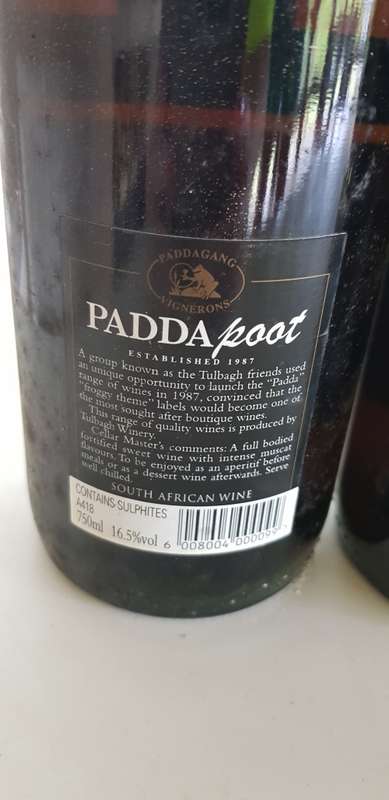 PADDAGANG
VIGNERONS
PADDApoot
ESTABLISHED 1987
A group known as the Tulbagh friends used
an unique opportunity to launch the "Padda"
range of wines in 1987, convinced that the
"froggy theme" labels would become one of
the most sought after boutique wines.
This range of quality wines is produced by
Tulbagh Winery.
Cellar Master's comments: A full bodied
fortified sweet wine with intense muscat
flavours. To be enjoyed as an aperitif before
meals or as a dessert wine afterwards. Serve
well chilled.
SOUTH AFRICAN WINE
CONTAINS SULPHITES
A418
750ml 16.5%vol
6 008004 000099